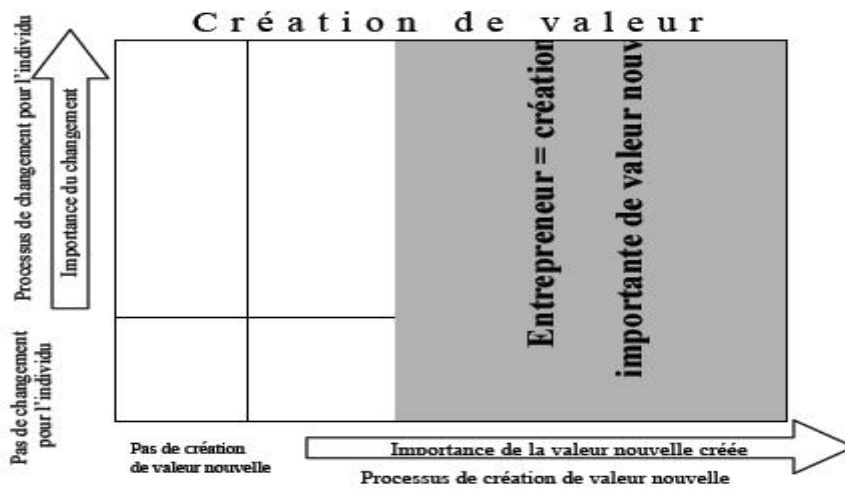 Création de valeur
Processus de changement pour l'individu
Importance du changement
Pas de changement
pour l'individu
Entrepreneur = création
importante de valeur nouv
Pas de création
de valeur nouvelle
Importance de la valeur nouvelle créée
Processus de création de valeur nouvelle